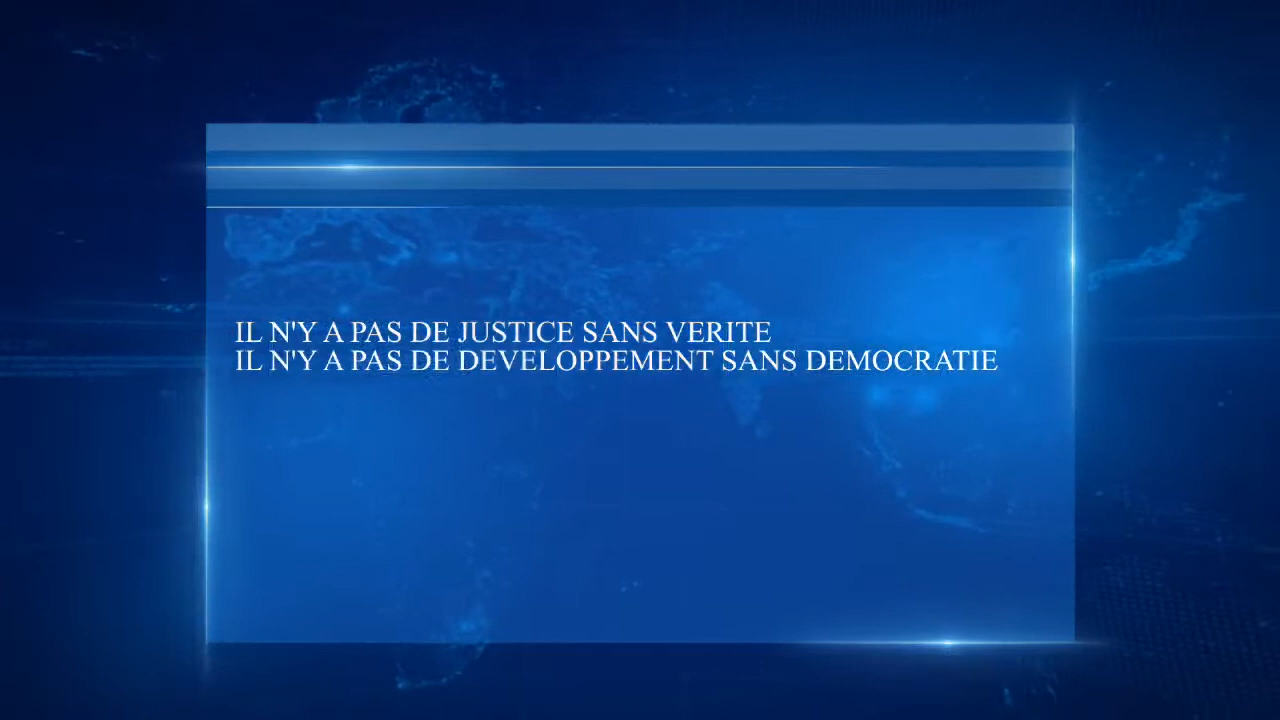 IL N'Y A PAS DE JUSTICE SANS VERITE
IL N'Y A PAS DE DEVELOPPEMENT SANS DEMOCRATIE